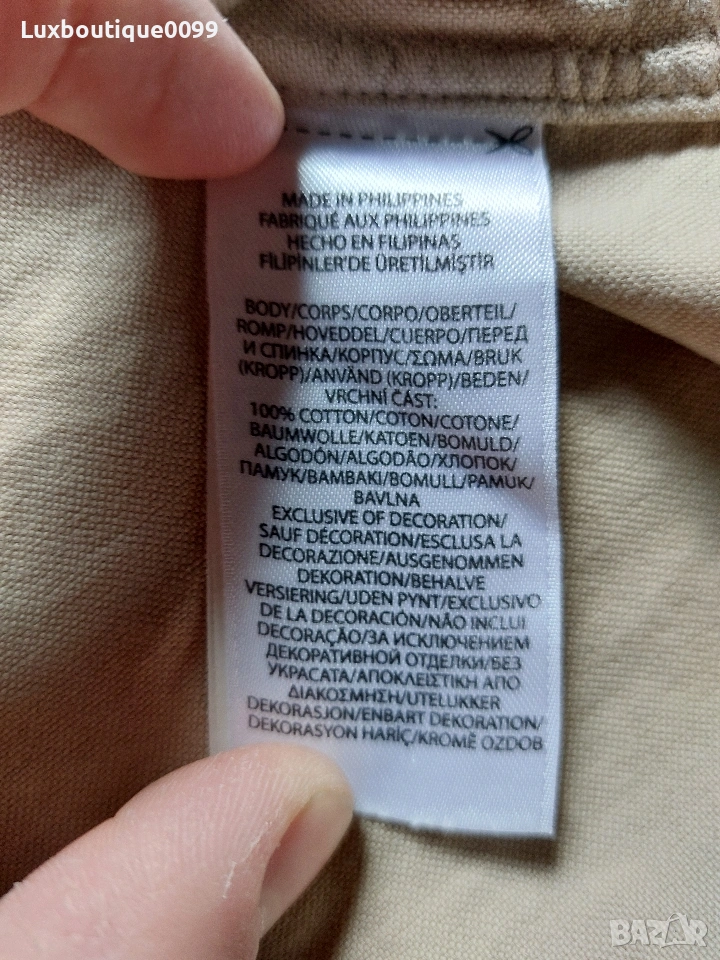 Luxboutique0099
MADE IN PHILIPPINES
FABRIQUÉ AUX PHILIPPINES
HECHO EN FILIPINAS
FİLİPİNLER'DE ÜRETİLMİŞTİR
BODY/CORPS/CORPO/OBERTEIL/
ROMP/HOVEDDEL/CUERPO/ПЕРЕД
И СПИНКА/КОРПУС/ΣΩΜΑ/BRUK
(KROPP)/ANVÄND (KROPP)/BEDEN/
VRCHNÍ ČÁST:
100% COTTON/COTON/COTONE/
BAUMWOLLE/KATOEN/BOMULD/
ALGODÓN/ALGODÃO/ХЛОПОК/
ПАМУК/ΒΑΜΒΑΚΙ/BOMULL/PAMUK/
BAVLNA
EXCLUSIVE OF DECORATION/
SAUF DÉCORATION/ESCLUSA LA
DECORAZIONE/AUSGENOMMEN
DEKORATION/BEHALVE
VERSIERING/UDEN PYNT/EXCLUSIVO
DE LA DECORACIÓN/NÃO INCLUI
DECORAÇÃO/ЗА ИСКЛЮЧЕНИЕМ
ДЕКОРАТИВНОЙ ОТДЕЛКИ/БЕЗ
УКРАСАТА/ΑΠΟΚΛΕΙΣΤΙΚΗ ΑΠΟ
ΔΙΑΚΟΣΜΗΣΗ/UTELUKKER
DEKORASJON/ENBART DEKORATION/
DEKORASYON HARİÇ/KROMĚ OZDOB
BAZAR